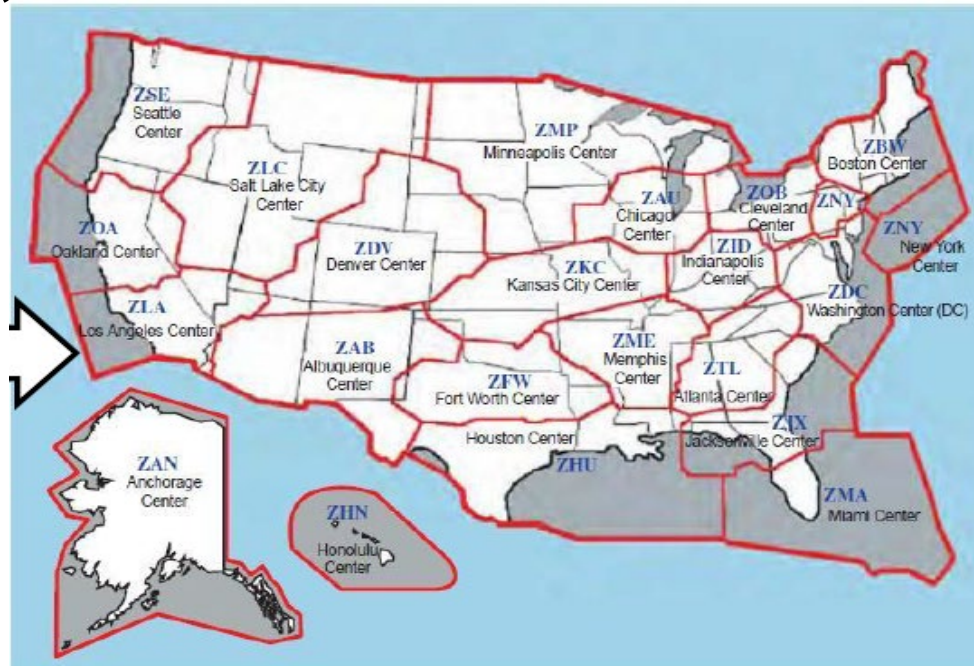 ZSE
Seattle
Center
ZMP
Minneapolis Center
ZLC
Salt Lake City
Center
ZBW
Boston Center
ZAU
Chicago
Center
ZOB
Cleveland
Center
ZNY
ZNY
New York
Center
ZOA
Oakland Center
ZDV
Denver Center
ZKC
Kansas City Center
ZID
Indianapolis
Center
ZDC
Washington Center (DC)
ZLA
Los Angeles Center
ZAB
Albuquerque
Center
ZME
Memphis
Center
ZFW
Fort Worth Center
ZTL
Atlanta Center
Houston Center
ZHU
ZJX
Jacksonville Center
ZMA
Miami Center
ZAN
Anchorage
Center
ZHN
Honolulu
Center